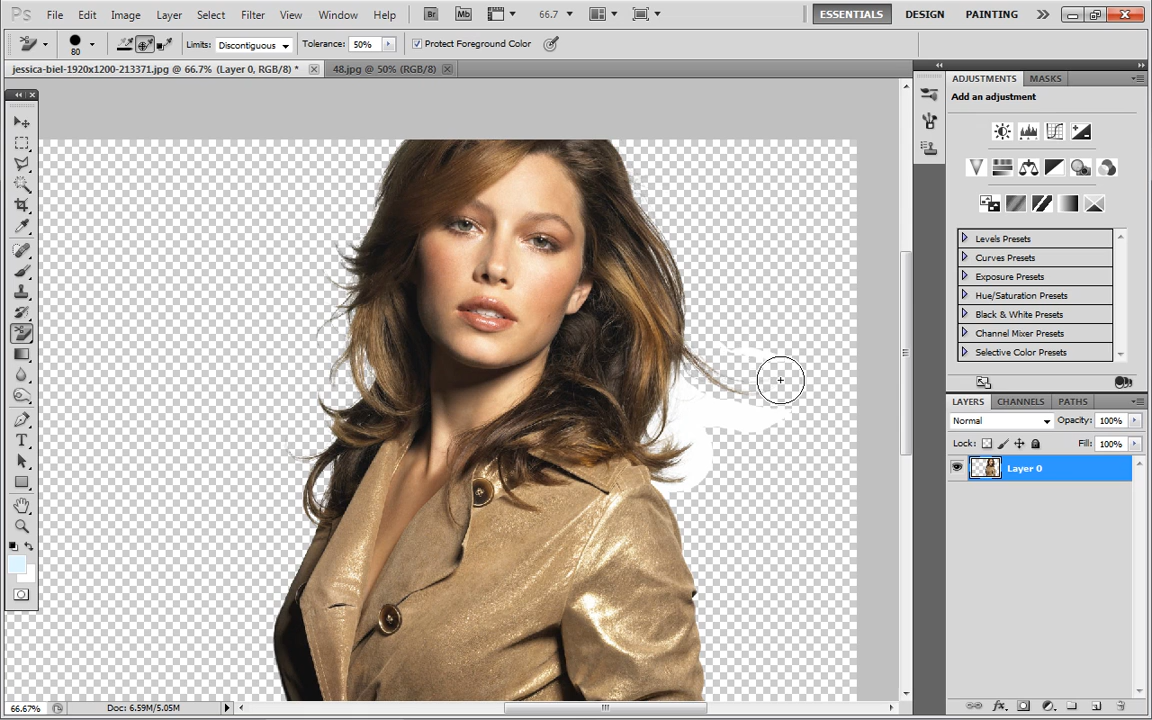 Ps File Edit Image Layer Select Filter View Window Help Br Mb 66.7 ESSENTIALS DESIGN PAINTING
80 Limits: Discontiguous Tolerance: 50% Protect Foreground Color
jessica-biel-1920x1200-213371.jpg @ 66.7% (Layer 0, RGB/8) * 48.jpg @ 50% (RGB/8)
ADJUSTMENTS MASKS
Add an adjustment
Levels Presets
Curves Presets
Exposure Presets
Hue/Saturation Presets
Black & White Presets
Channel Mixer Presets
Selective Color Presets
LAYERS CHANNELS PATHS
Normal Opacity: 100%
Lock: Fill: 100%
Layer 0
T
66.67% Doc: 6.59M/5.05M
fx